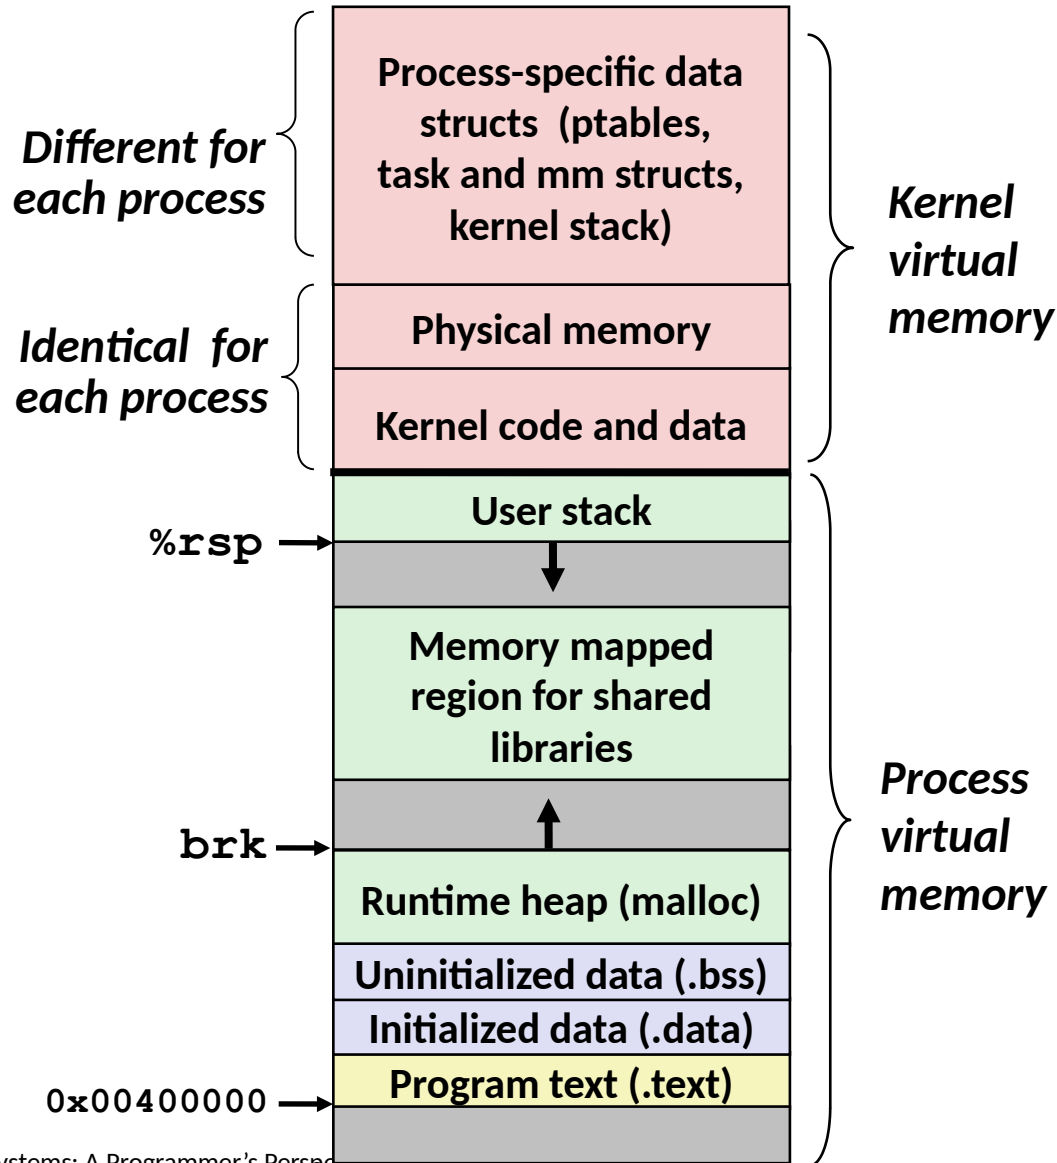 Process-specific data
structs (ptables,
task and mm structs,
kernel stack)
Different for
each process
Kernel
virtual
memory
Physical memory
Identical for
each process
Kernel code and data
User stack
%rsp
Memory mapped
region for shared
libraries
Process
virtual
memory
brk
Runtime heap (malloc)
Uninitialized data (.bss)
Initialized data (.data)
Program text (.text)
0x00400000
A Programmer's